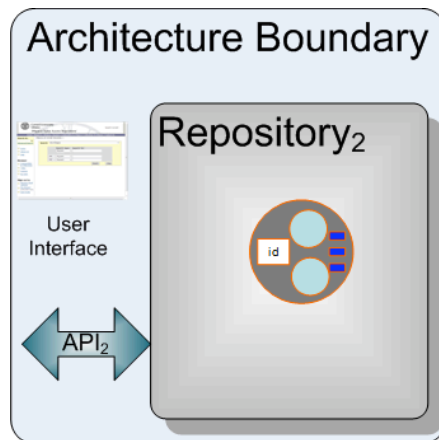 Architecture Boundary
Repository₂
User
Interface
id
API₂